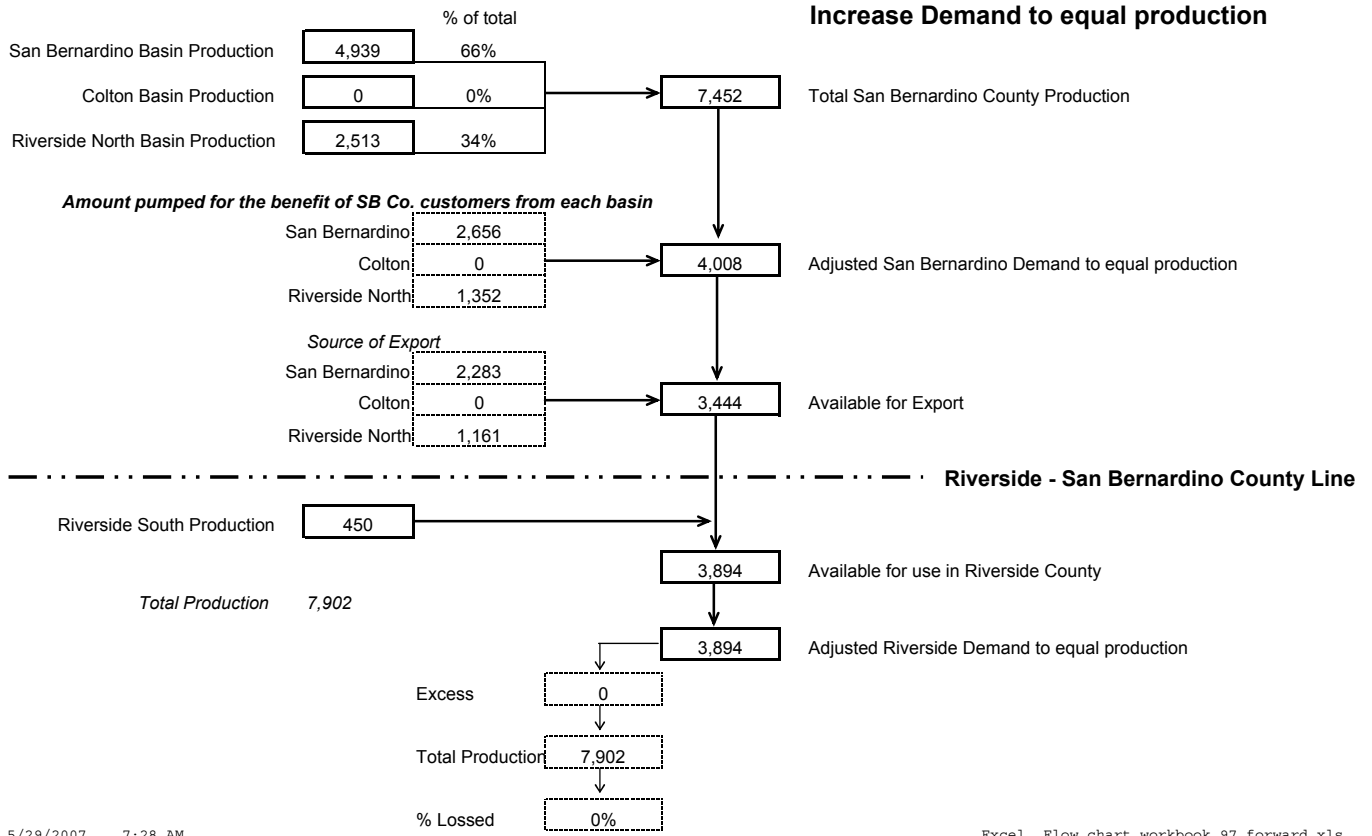 % of total
Increase Demand to equal production
San Bernardino Basin Production 4,939 66%
Colton Basin Production 0 0% 7,452 Total San Bernardino County Production
Riverside North Basin Production 2,513 34%
Amount pumped for the benefit of SB Co. customers from each basin
San Bernardino 2,656
Colton 0 4,008 Adjusted San Bernardino Demand to equal production
Riverside North 1,352
Source of Export
San Bernardino 2,283
Colton 0 3,444 Available for Export
Riverside North 1,161
Riverside - San Bernardino County Line
Riverside South Production 450
3,894 Available for use in Riverside County
Total Production 7,902
3,894 Adjusted Riverside Demand to equal production
Excess 0
Total Production 7,902
% Lossed 0%
5/29/2007 7:28 AM Excel Flow chart workbook 97 forward.xls